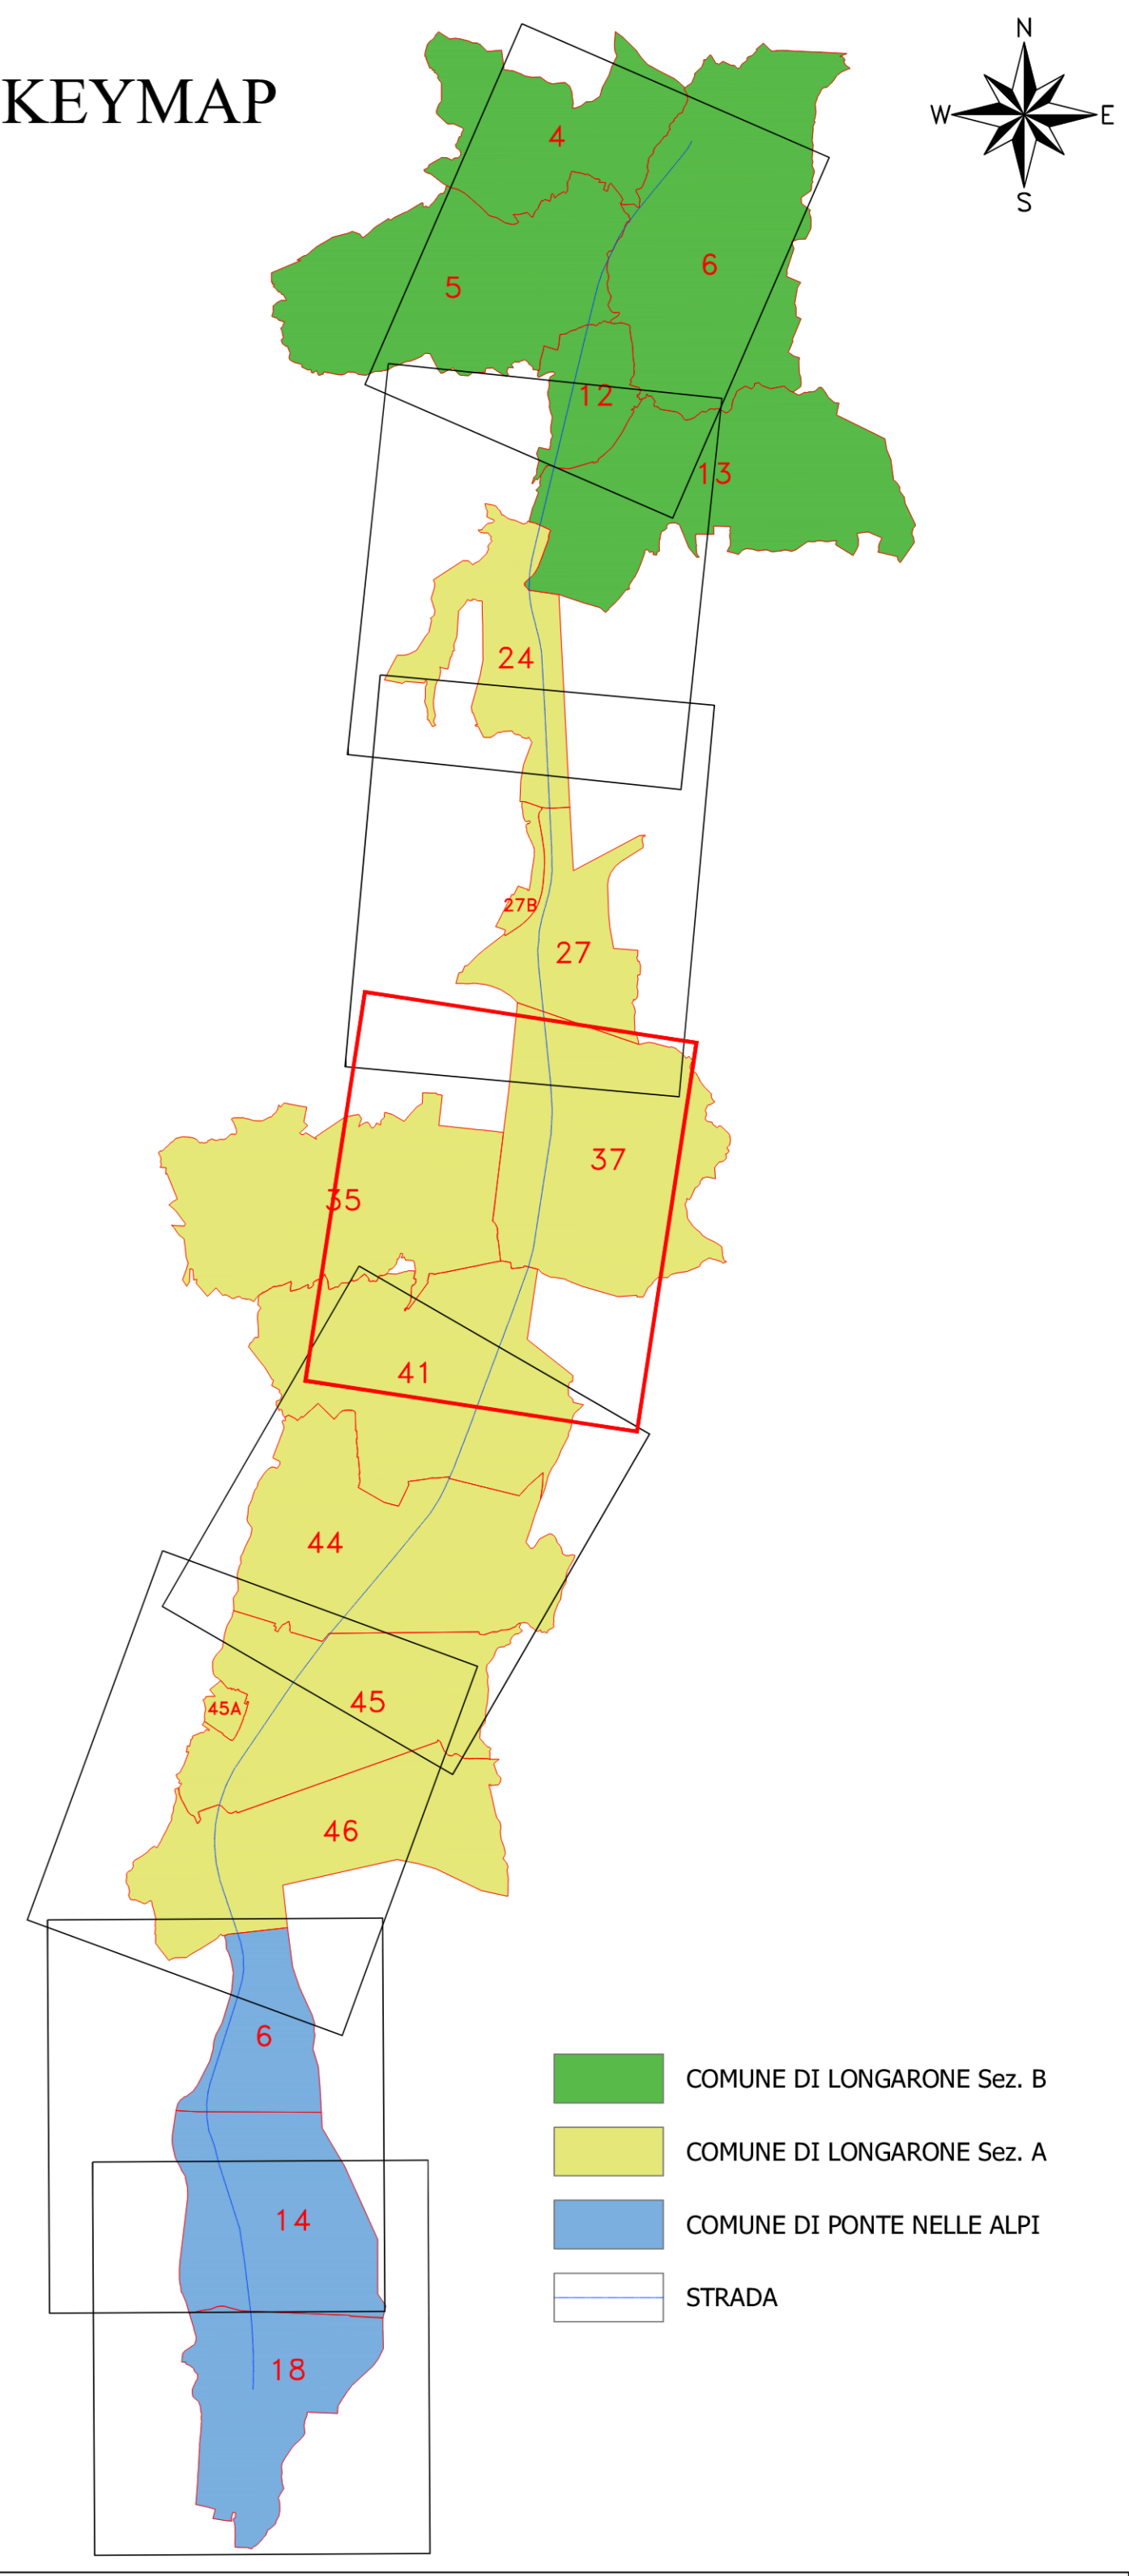 KEYMAP
N
W E
S
4
6
5
12
13
24
27B
27
37
35
41
44
45
45A
46
6
14
18
COMUNE DI LONGARONE Sez. B
COMUNE DI LONGARONE Sez. A
COMUNE DI PONTE NELLE ALPI
STRADA